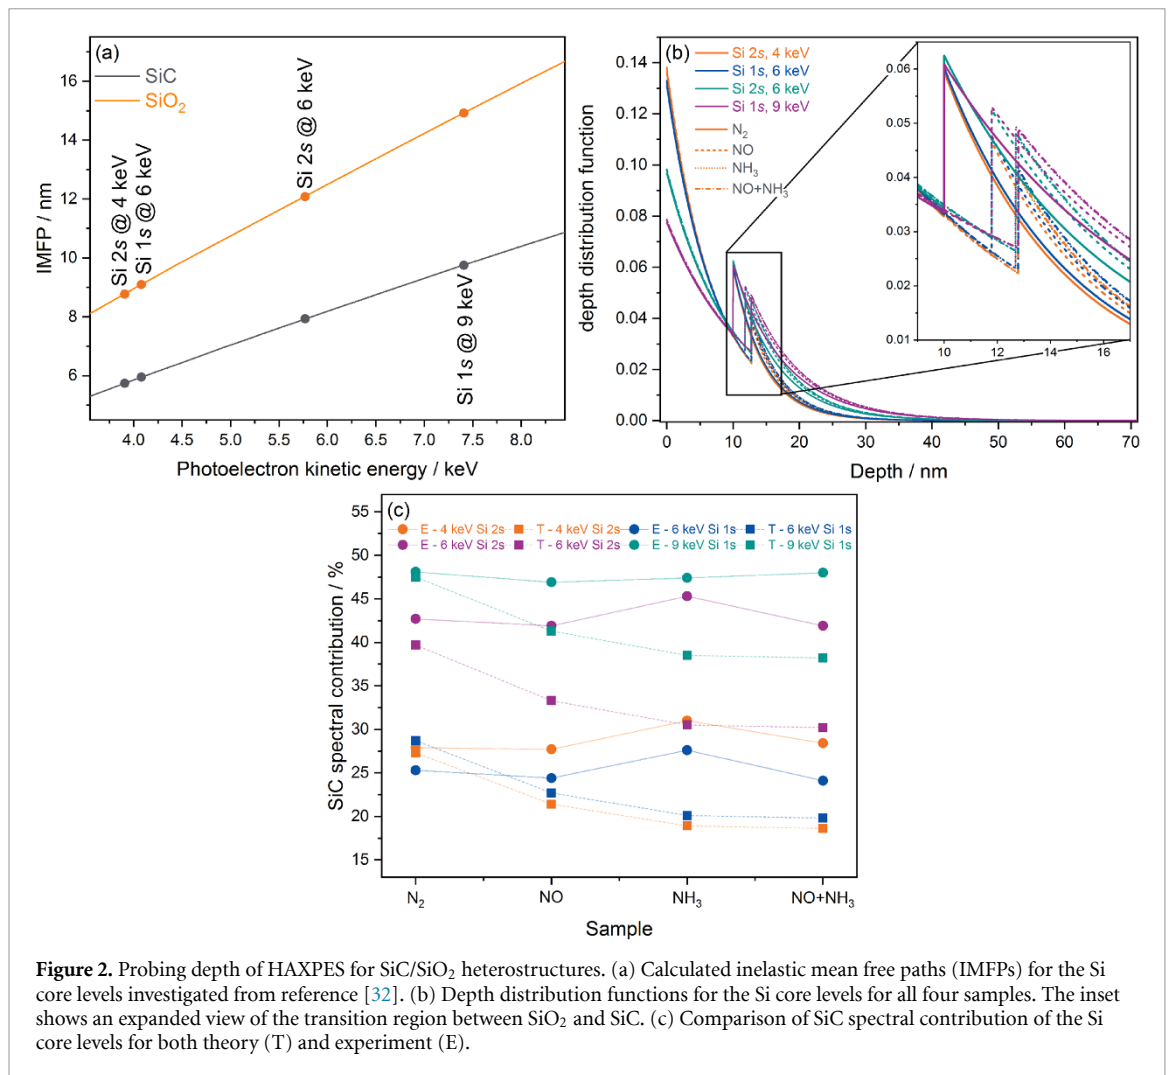 (a)
SiC
SiO₂
IMFP / nm
16
14
12
10
8
6
Si 2s @ 4 keV
Si 1s @ 6 keV
Si 2s @ 6 keV
Si 1s @ 9 keV
4.0 4.5 5.0 5.5 6.0 6.5 7.0 7.5 8.0
Photoelectron kinetic energy / keV
(b)
Si 2s, 4 keV
Si 1s, 6 keV
Si 2s, 6 keV
Si 1s, 9 keV
N₂
NO
NH₃
NO+NH₃
depth distribution function
0.14
0.12
0.10
0.08
0.06
0.04
0.02
0.00
0 10 20 30 40 50 60 70
Depth / nm
0.06
0.05
0.04
0.03
0.02
0.01
10 12 14 16
(c)
E - 4 keV Si 2s T - 4 keV Si 2s E - 6 keV Si 1s T - 6 keV Si 1s
E - 6 keV Si 2s T - 6 keV Si 2s E - 9 keV Si 1s T - 9 keV Si 1s
SiC spectral contribution / %
55
50
45
40
35
30
25
20
15
N₂ NO NH₃ NO+NH₃
Sample
Figure 2. Probing depth of HAXPES for SiC/SiO₂ heterostructures. (a) Calculated inelastic mean free paths (IMFPs) for the Si
core levels investigated from reference [32]. (b) Depth distribution functions for the Si core levels for all four samples. The inset
shows an expanded view of the transition region between SiO₂ and SiC. (c) Comparison of SiC spectral contribution of the Si
core levels for both theory (T) and experiment (E).